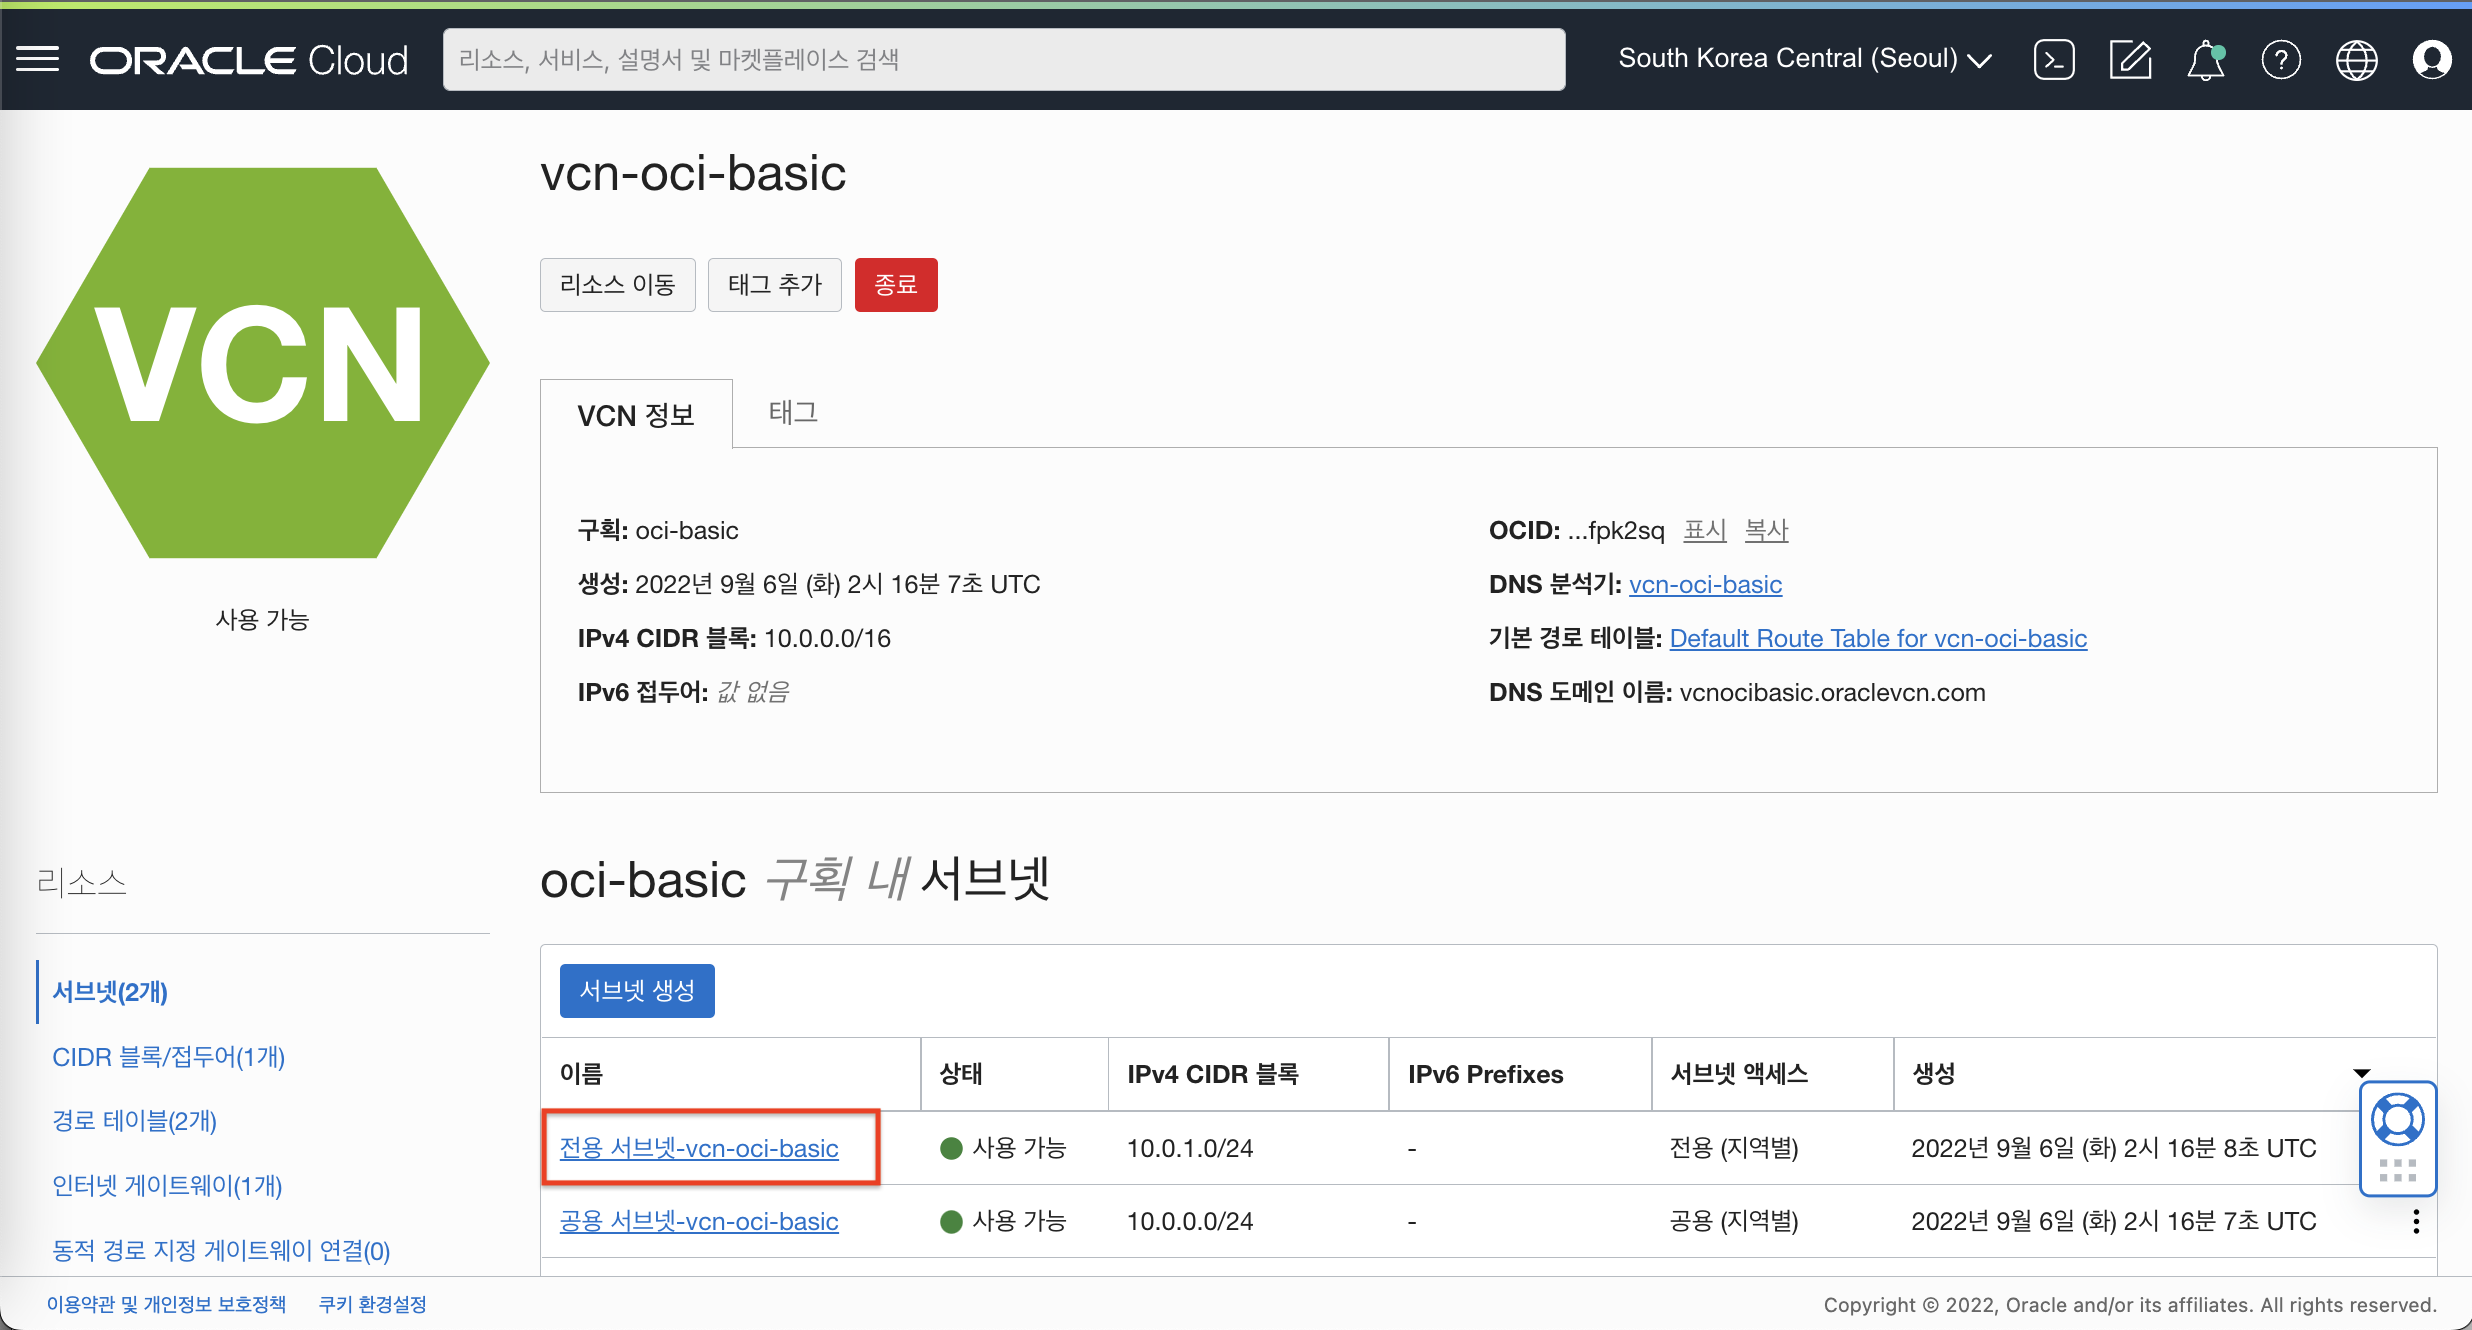 ORACLE Cloud
리소스, 서비스, 설명서 및 마켓플레이스 검색
South Korea Central (Seoul)
VCN
사용 가능
vcn-oci-basic
리소스 이동 태그 추가 종료
VCN 정보 태그
구획: oci-basic
생성: 2022년 9월 6일 (화) 2시 16분 7초 UTC
IPv4 CIDR 블록: 10.0.0.0/16
IPv6 접두어: 값 없음
OCID: ...fpk2sq 표시 복사
DNS 분석기: vcn-oci-basic
기본 경로 테이블: Default Route Table for vcn-oci-basic
DNS 도메인 이름: vcnocibasic.oraclevcn.com
리소스
서브넷(2개)
CIDR 블록/접두어(1개)
경로 테이블(2개)
인터넷 게이트웨이(1개)
동적 경로 지정 게이트웨이 연결(0)
oci-basic 구획 내 서브넷
서브넷 생성
이름 상태 IPv4 CIDR 블록 IPv6 Prefixes 서브넷 액세스 생성
전용 서브넷-vcn-oci-basic 사용 가능 10.0.1.0/24 - 전용 (지역별) 2022년 9월 6일 (화) 2시 16분 8초 UTC
공용 서브넷-vcn-oci-basic 사용 가능 10.0.0.0/24 - 공용 (지역별) 2022년 9월 6일 (화) 2시 16분 7초 UTC
이용약관 및 개인정보 보호정책 쿠키 환경설정
Copyright © 2022, Oracle and/or its affiliates. All rights reserved.